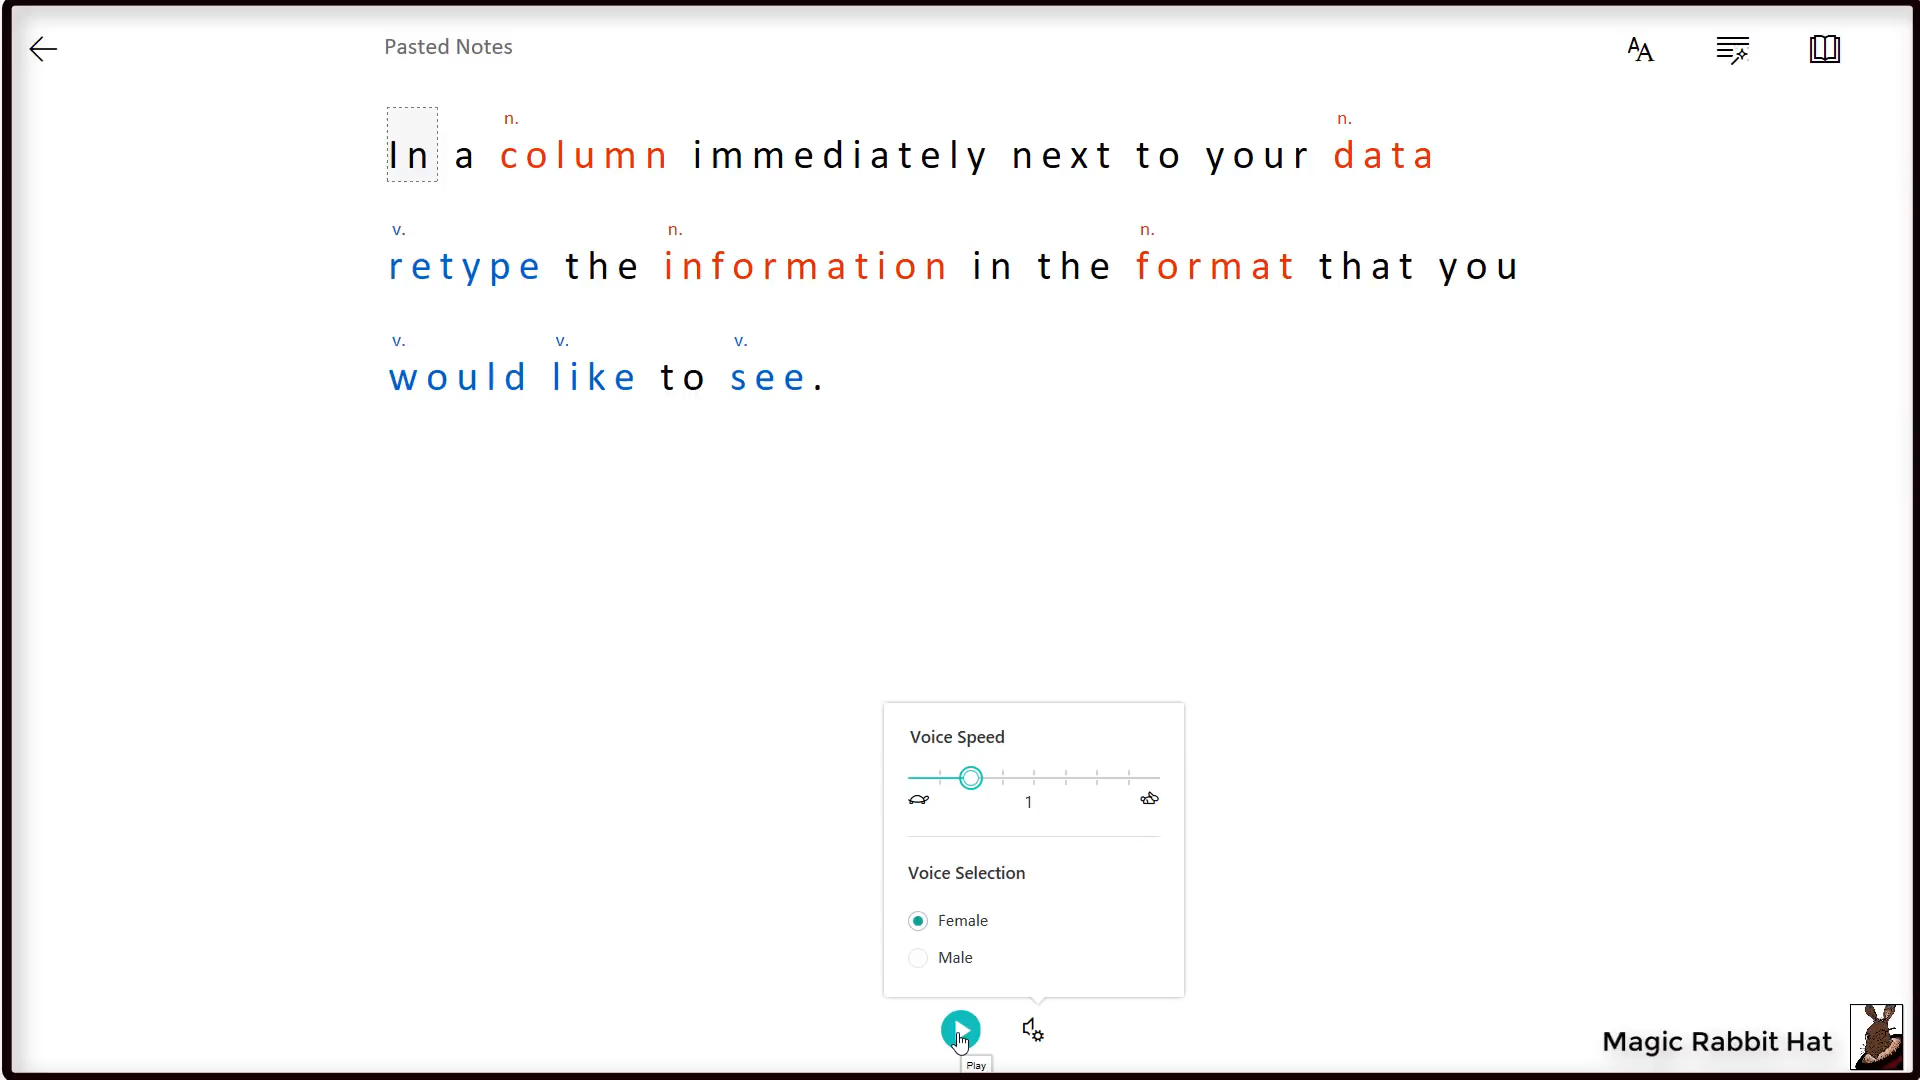 Pasted Notes
n. n.
In a column immediately next to your data
v. n. n.
retype the information in the format that you
v. v. v.
would like to see.
Voice Speed
1
Voice Selection
Female
Male
Play
Magic Rabbit Hat